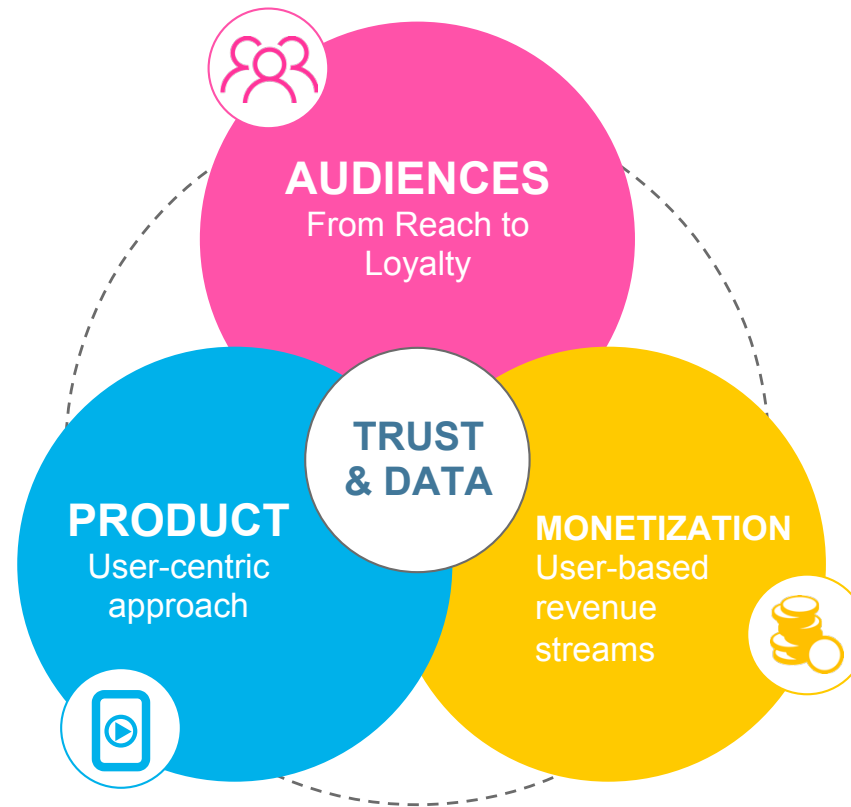 AUDIENCES
From Reach to
Loyalty
TRUST
& DATA
PRODUCT
User-centric
approach
MONETIZATION
User-based
revenue
streams